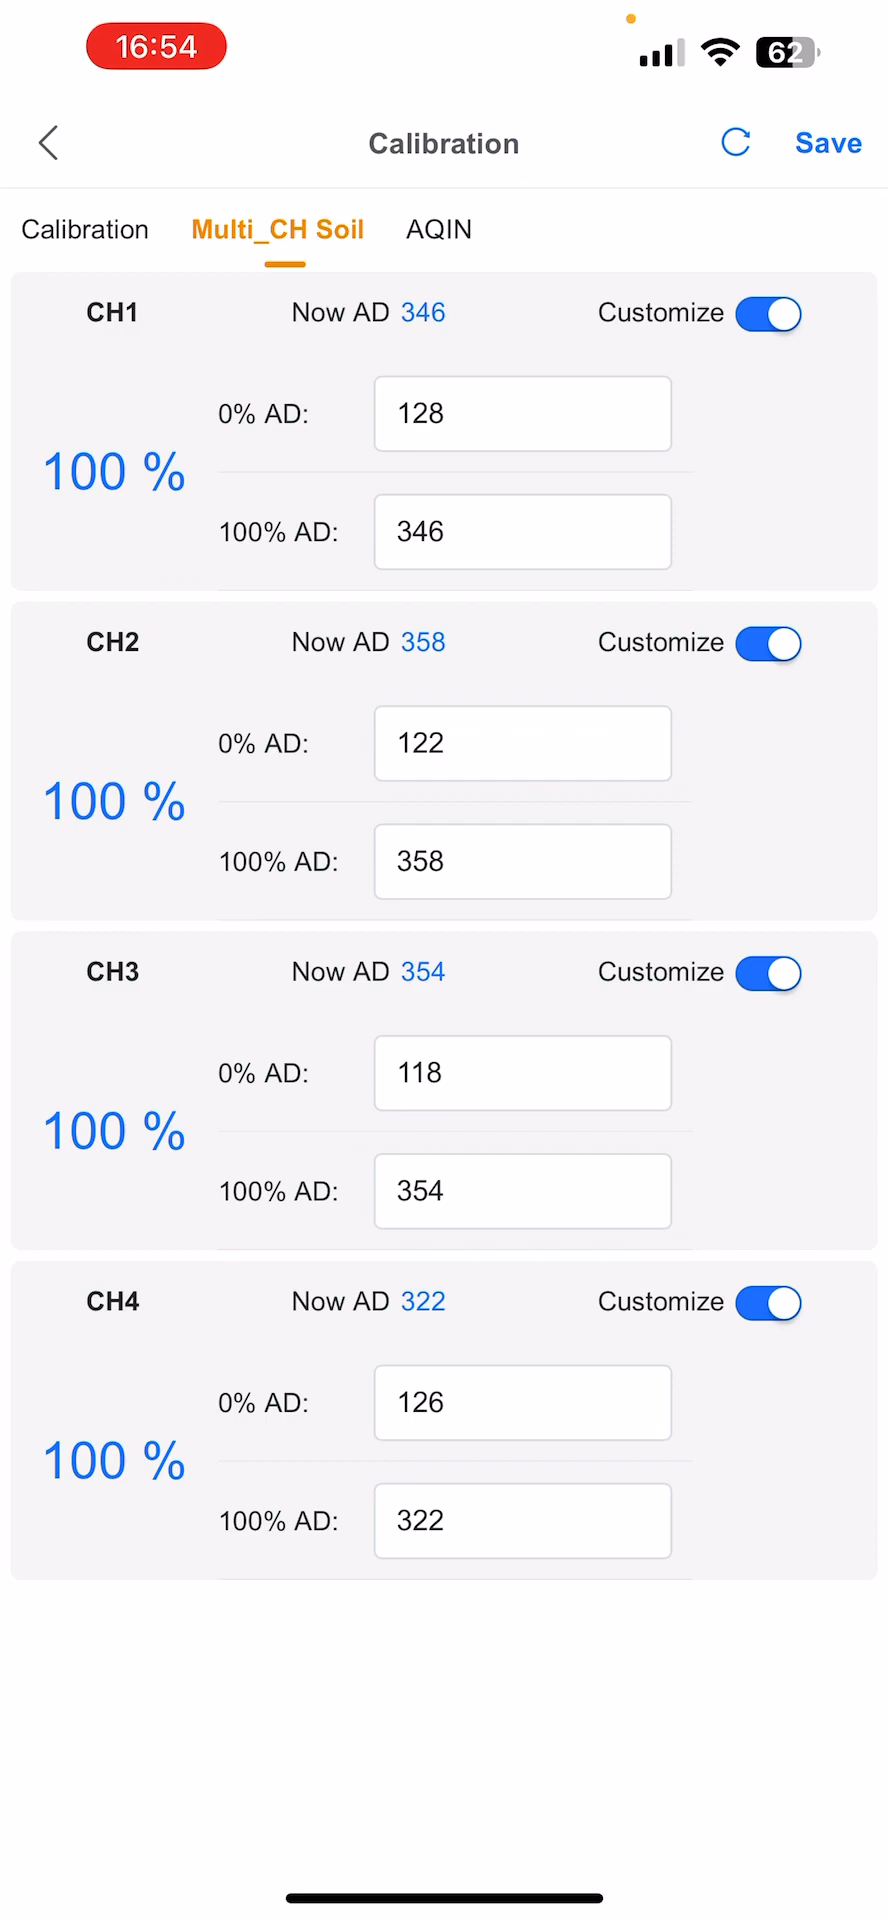 16:54
62
Calibration
Save
Calibration Multi_CH Soil AQIN
CH1 Now AD 346 Customize
0% AD: 128
100 %
100% AD: 346
CH2 Now AD 358 Customize
0% AD: 122
100 %
100% AD: 358
CH3 Now AD 354 Customize
0% AD: 118
100 %
100% AD: 354
CH4 Now AD 322 Customize
0% AD: 126
100 %
100% AD: 322